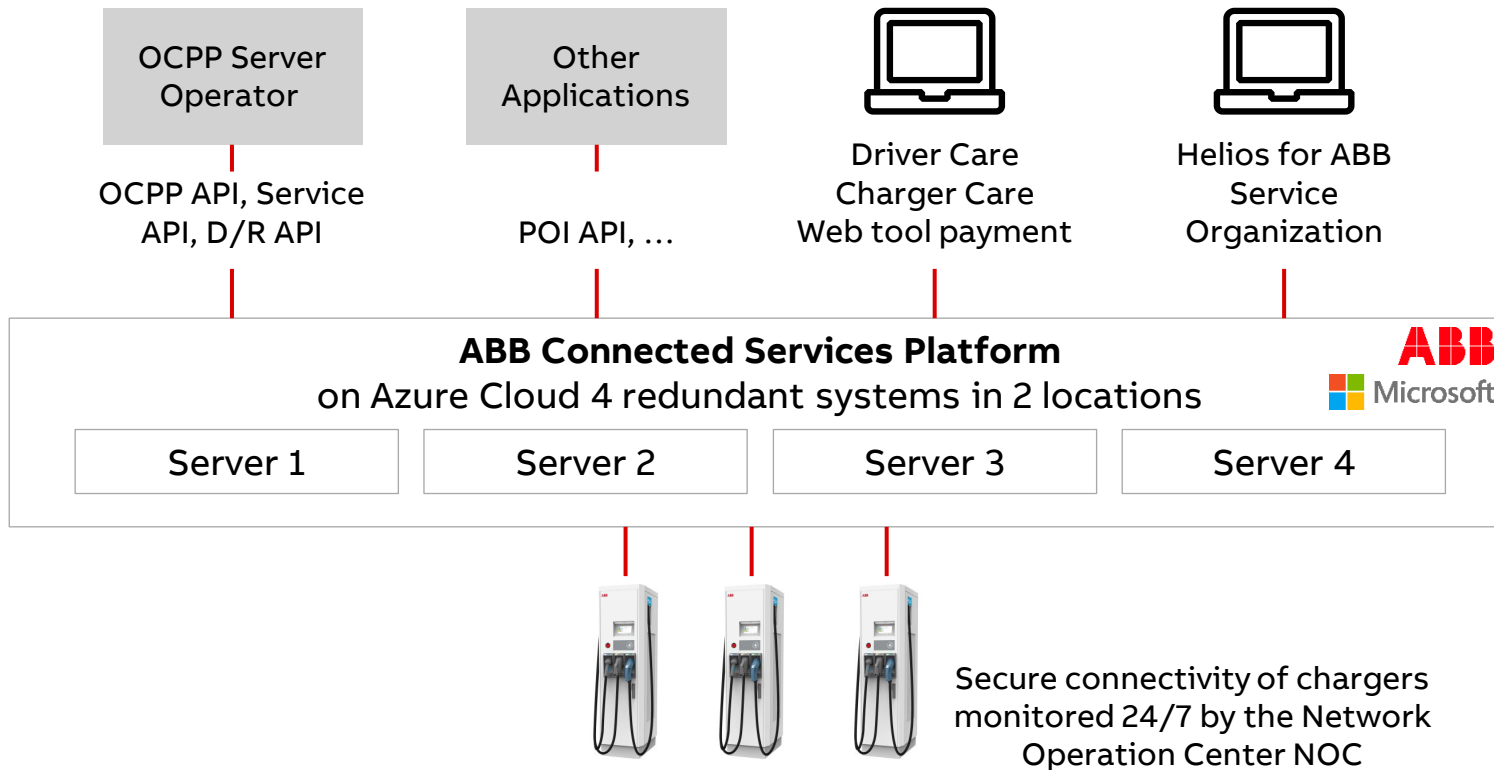 OCPP Server
Operator
Other
Applications
OCPP API, Service
API, D/R API
POI API, ...
Driver Care
Charger Care
Web tool payment
Helios for ABB
Service
Organization
ABB Connected Services Platform
on Azure Cloud 4 redundant systems in 2 locations
ABB
Microsoft
Server 1
Server 2
Server 3
Server 4
ABB
ABB
ABB
Secure connectivity of chargers
monitored 24/7 by the Network
Operation Center NOC